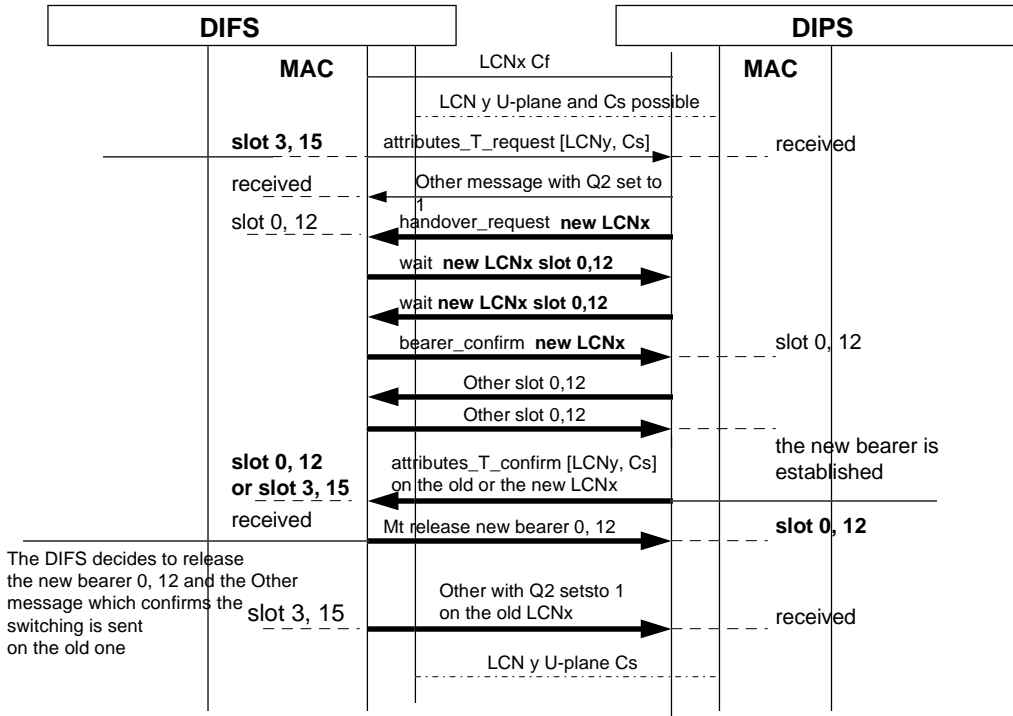 DIFS
DIPS
MAC
LCNx Cf
MAC
LCN y U-plane and Cs possible
slot 3, 15
attributes_T_request [LCNy, Cs]
received
received
Other message with Q2 set to
1
slot 0, 12
handover_request new LCNx
wait new LCNx slot 0,12
wait new LCNx slot 0,12
bearer_confirm new LCNx
slot 0, 12
Other slot 0,12
Other slot 0,12
the new bearer is
established
slot 0, 12
or slot 3, 15
attributes_T_confirm [LCNy, Cs]
on the old or the new LCNx
received
Mt release new bearer 0, 12
slot 0, 12
The DIFS decides to release
the new bearer 0, 12 and the Other
message which confirms the
switching is sent
on the old one
slot 3, 15
Other with Q2 setsto 1
on the old LCNx
received
LCN y U-plane Cs